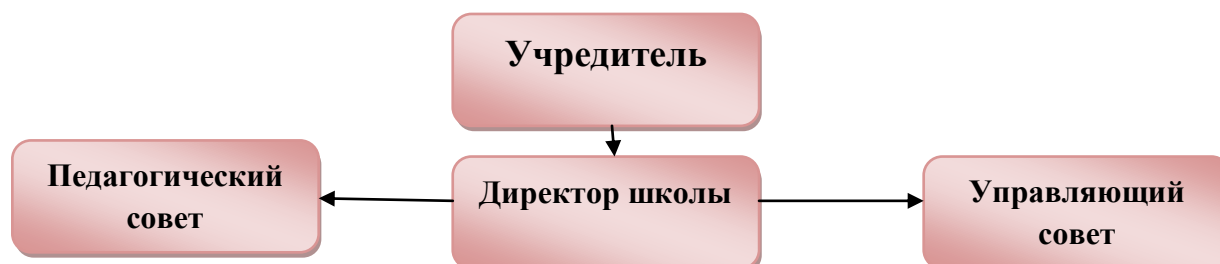 Учредитель
Педагогический
совет
Директор школы
Управляющий
совет